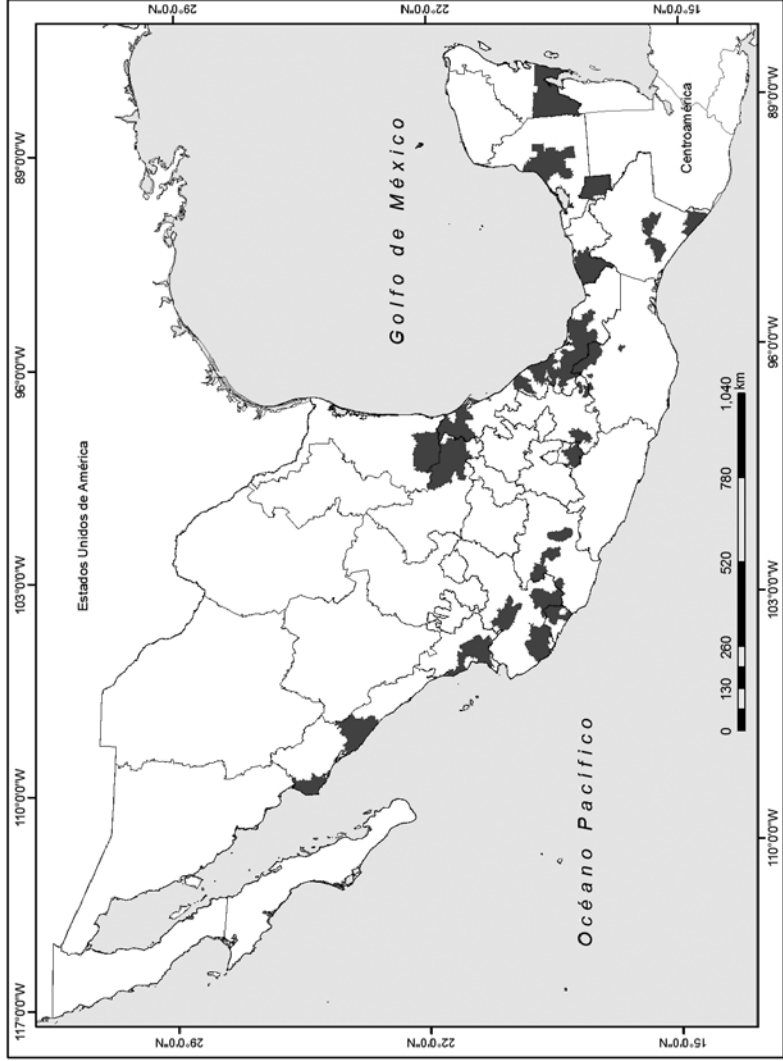 117°0'0"W
110°0'0"W
103°0'0"W
96°0'0"W
89°0'0"W
29°0'0"N
29°0'0"N
Estados Unidos de América
Golfo de México
22°0'0"N
22°0'0"N
Océano Pacífico
Centroamérica
0 130 260 520 780 1,040
km
15°0'0"N
15°0'0"N
110°0'0"W
103°0'0"W
96°0'0"W
89°0'0"W